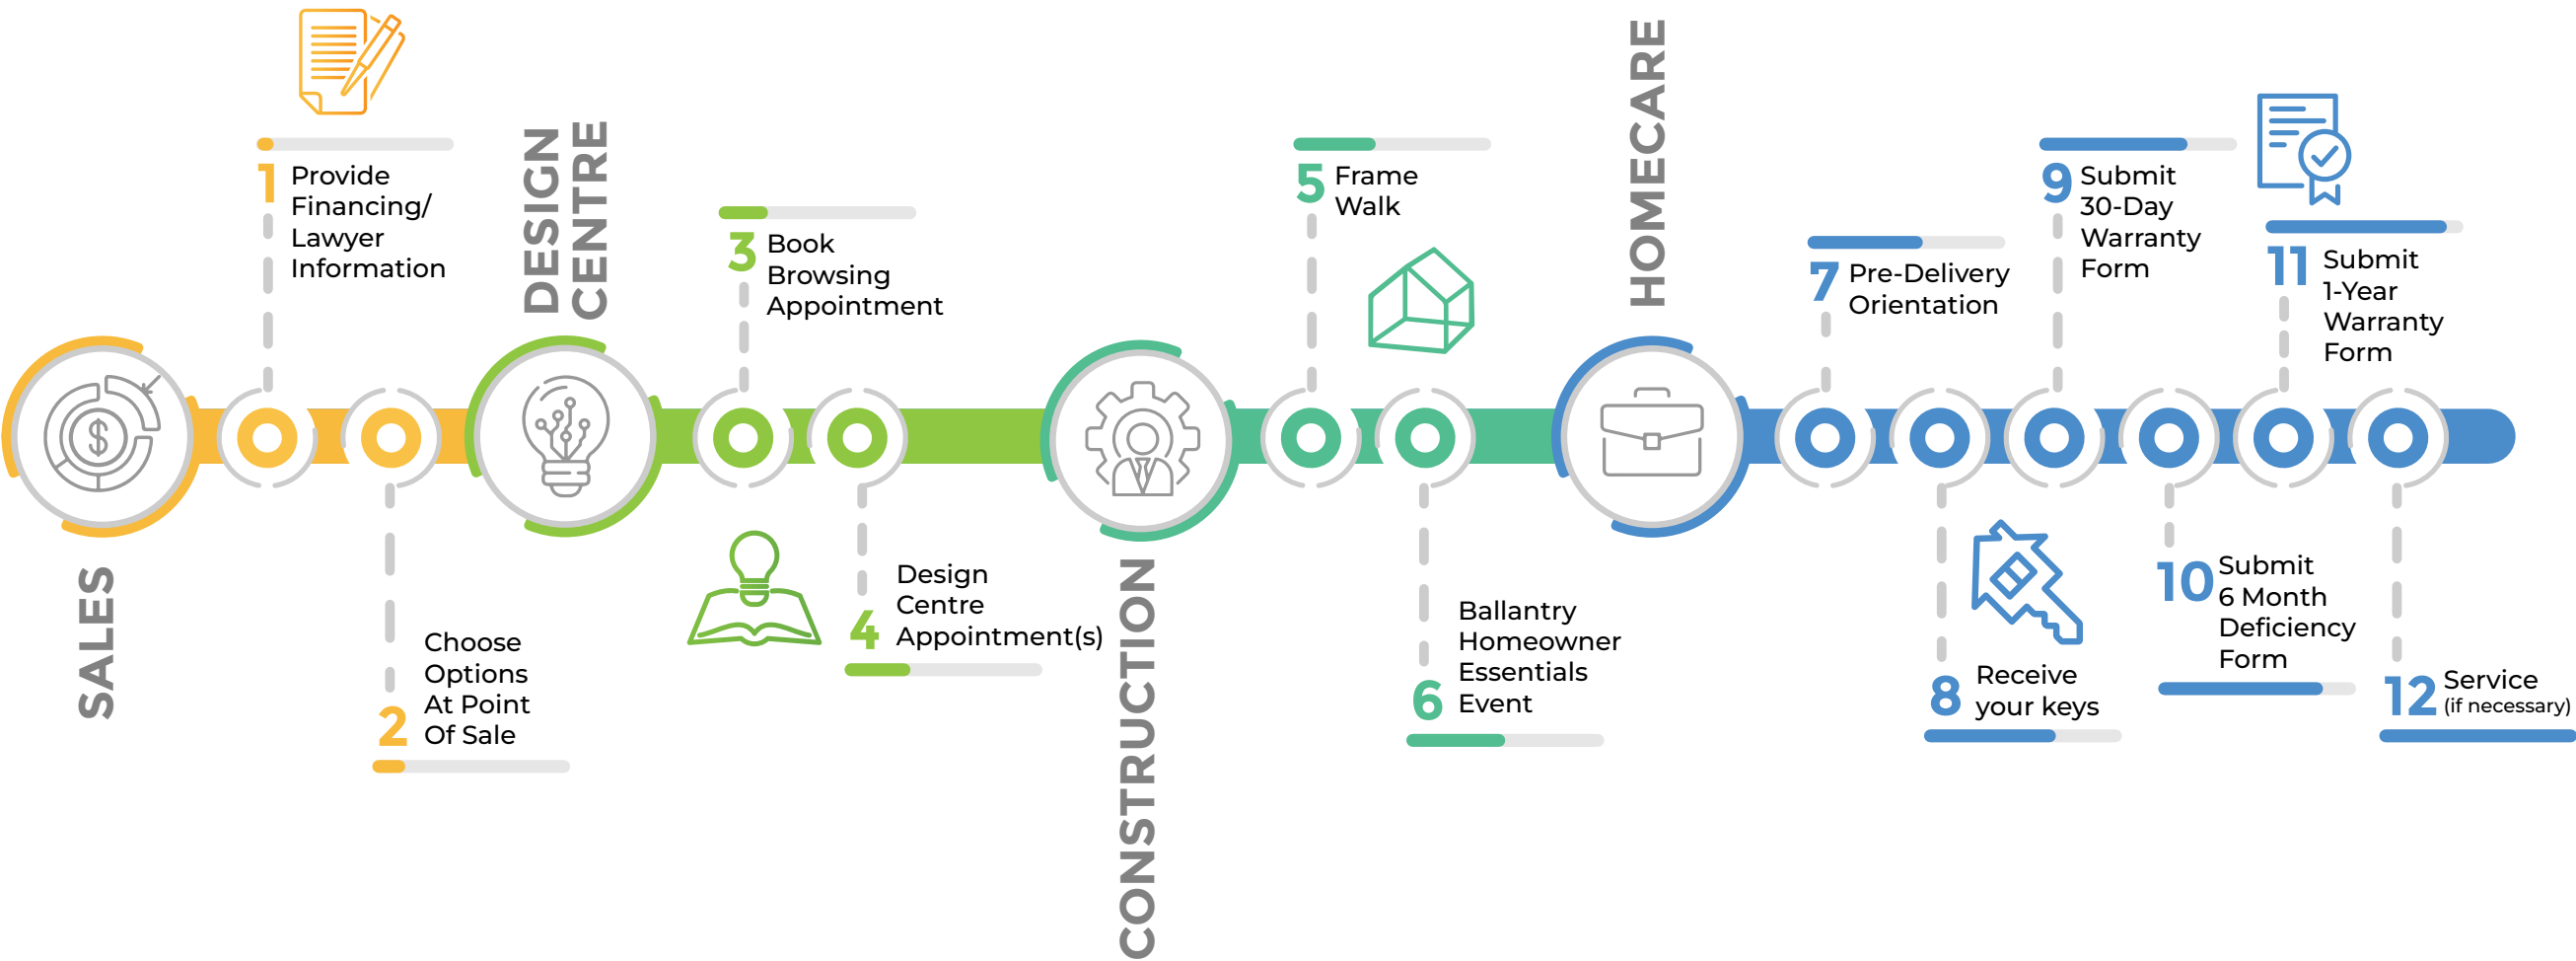 SALES
1
Provide
Financing/
Lawyer
Information
2
Choose
Options
At Point
Of Sale
DESIGN
CENTRE
3
Book
Browsing
Appointment
4
Design
Centre
Appointment(s)
CONSTRUCTION
5
Frame
Walk
6
Ballantry
Homeowner
Essentials
Event
HOMECARE
7
Pre-Delivery
Orientation
8
Receive
your keys
9
Submit
30-Day
Warranty
Form
10
Submit
6 Month
Deficiency
Form
11
Submit
1-Year
Warranty
Form
12
Service
(if necessary)
$